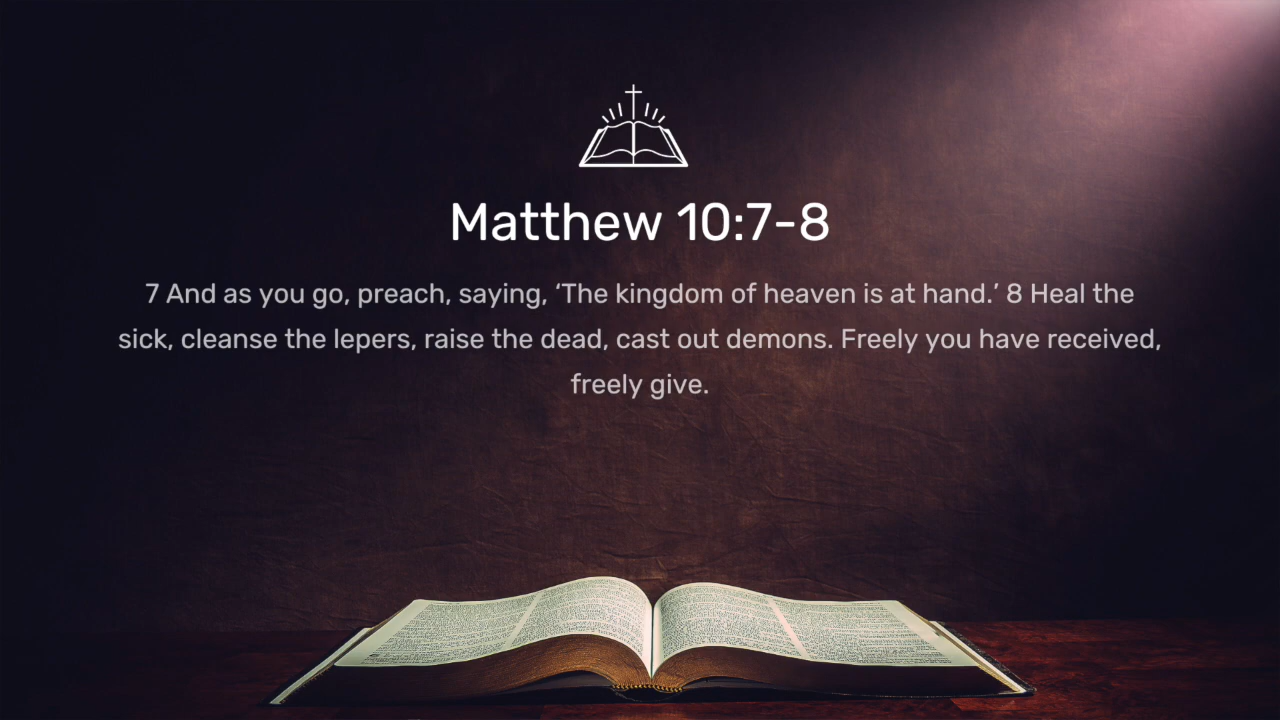 Matthew 10:7-8
7 And as you go, preach, saying, ‘The kingdom of heaven is at hand.’ 8 Heal the
sick, cleanse the lepers, raise the dead, cast out demons. Freely you have received,
freely give.